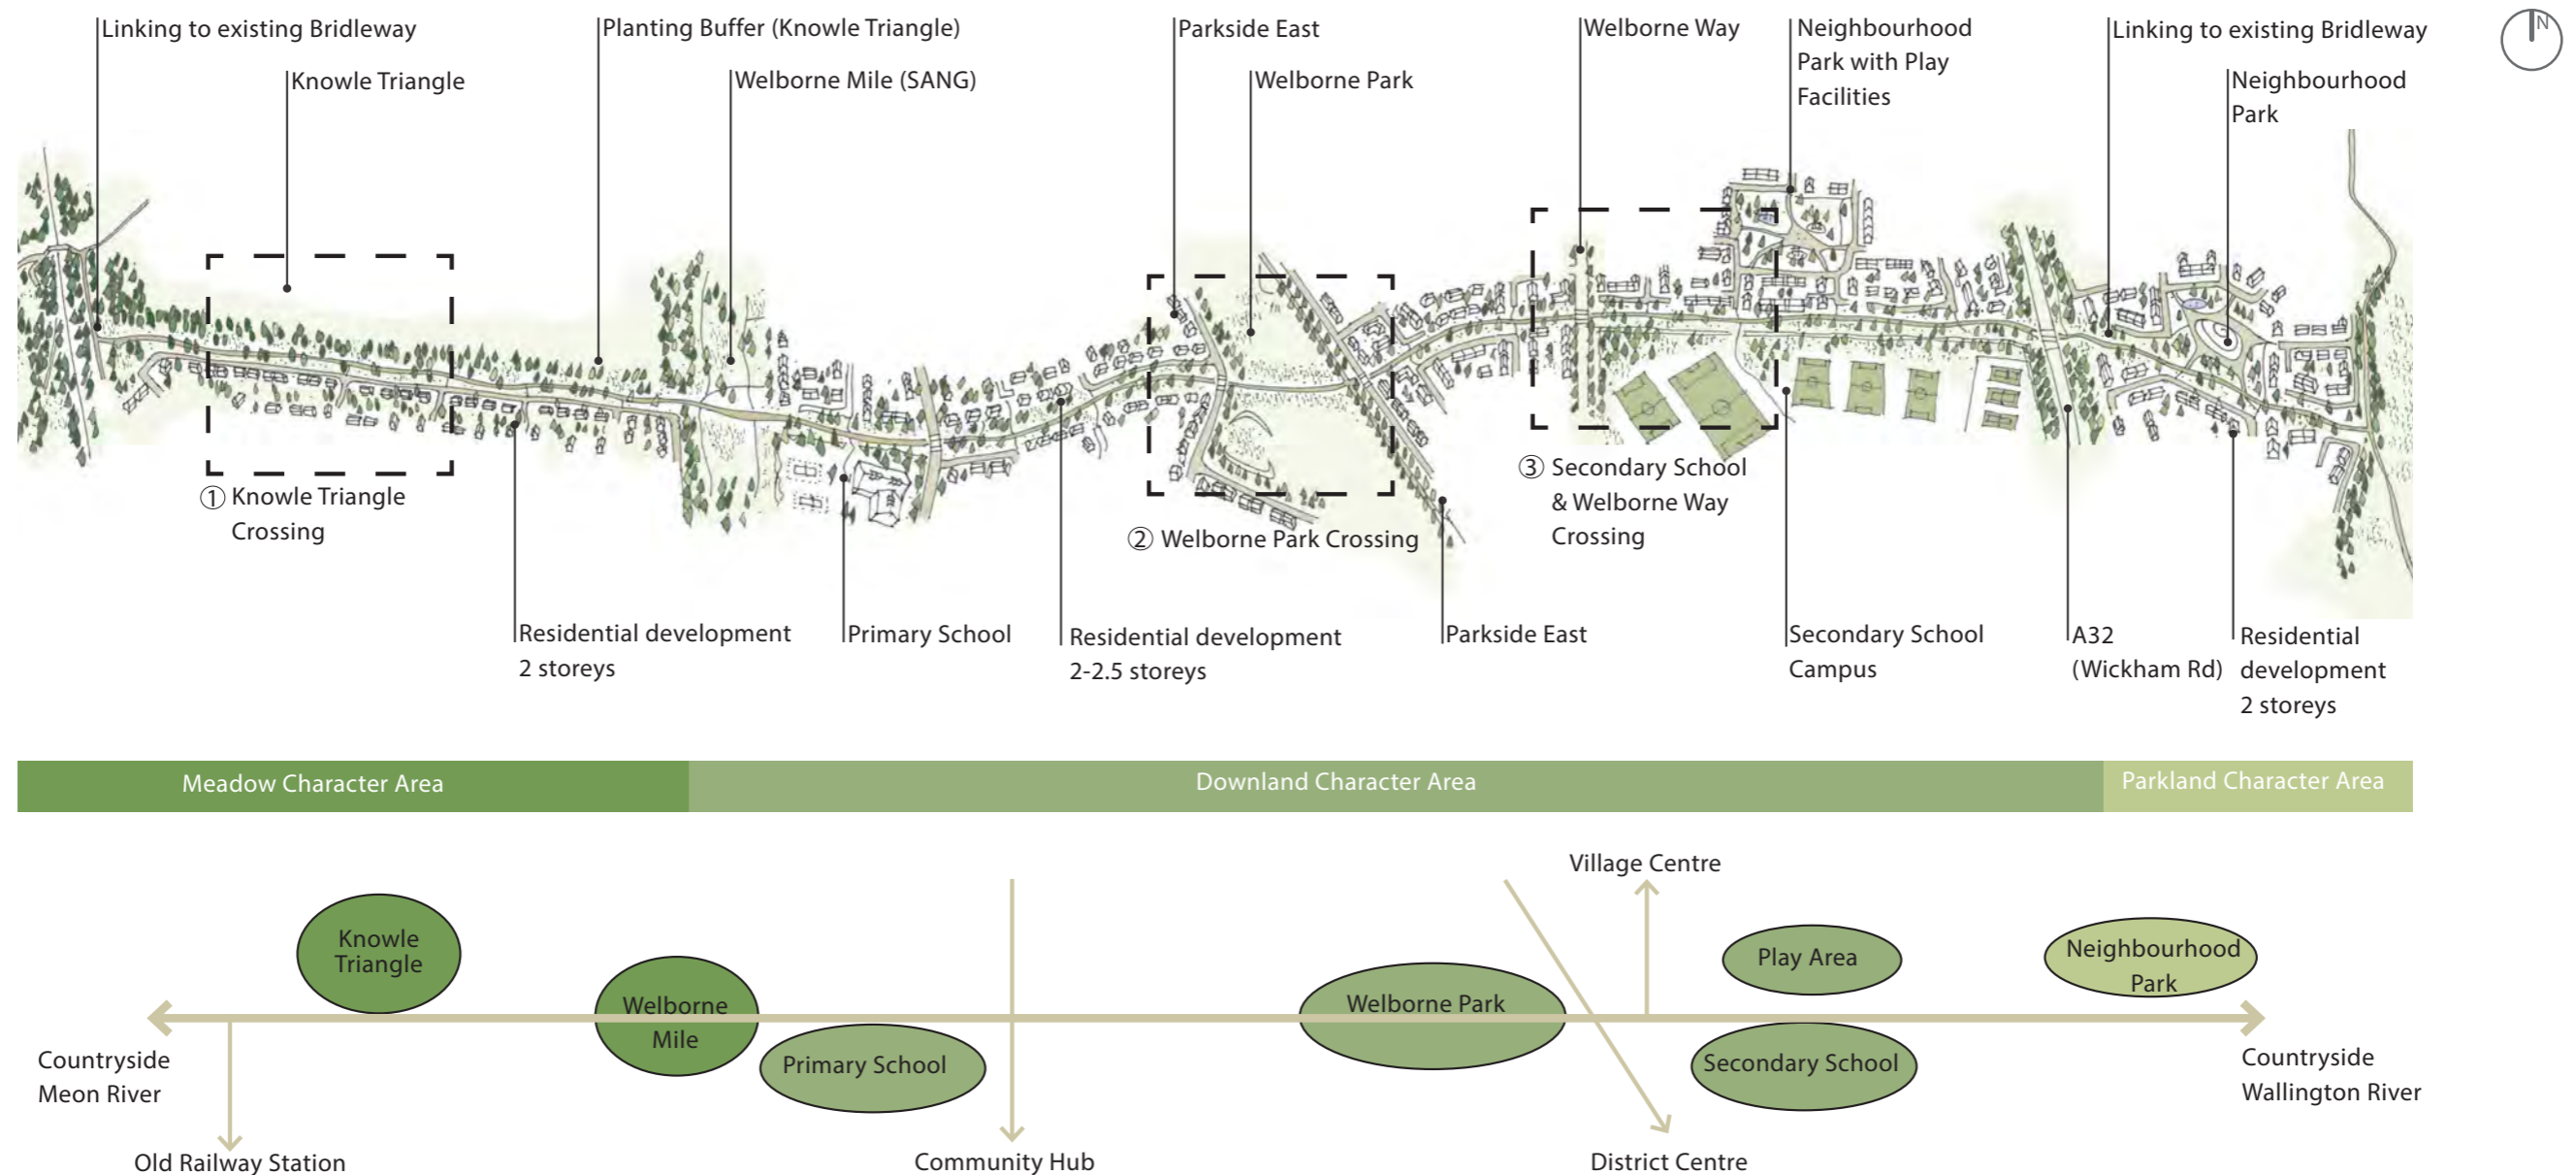 Linking to existing Bridleway
Planting Buffer (Knowle Triangle)
Parkside East
Welborne Way
Neighbourhood
Park with Play
Facilities
Linking to existing Bridleway
N
Knowle Triangle
Welborne Mile (SANG)
Welborne Park
Neighbourhood
Park
① Knowle Triangle
Crossing
② Welborne Park Crossing
③ Secondary School
& Welborne Way
Crossing
Residential development
2 storeys
Primary School
Residential development
2-2.5 storeys
Parkside East
Secondary School
Campus
A32
(Wickham Rd)
Residential
development
2 storeys
Meadow Character Area
Downland Character Area
Parkland Character Area
Village Centre
Knowle
Triangle
Welborne
Mile
Primary School
Welborne Park
Play Area
Secondary School
Neighbourhood
Park
Countryside
Meon River
Countryside
Wallington River
Old Railway Station
Community Hub
District Centre